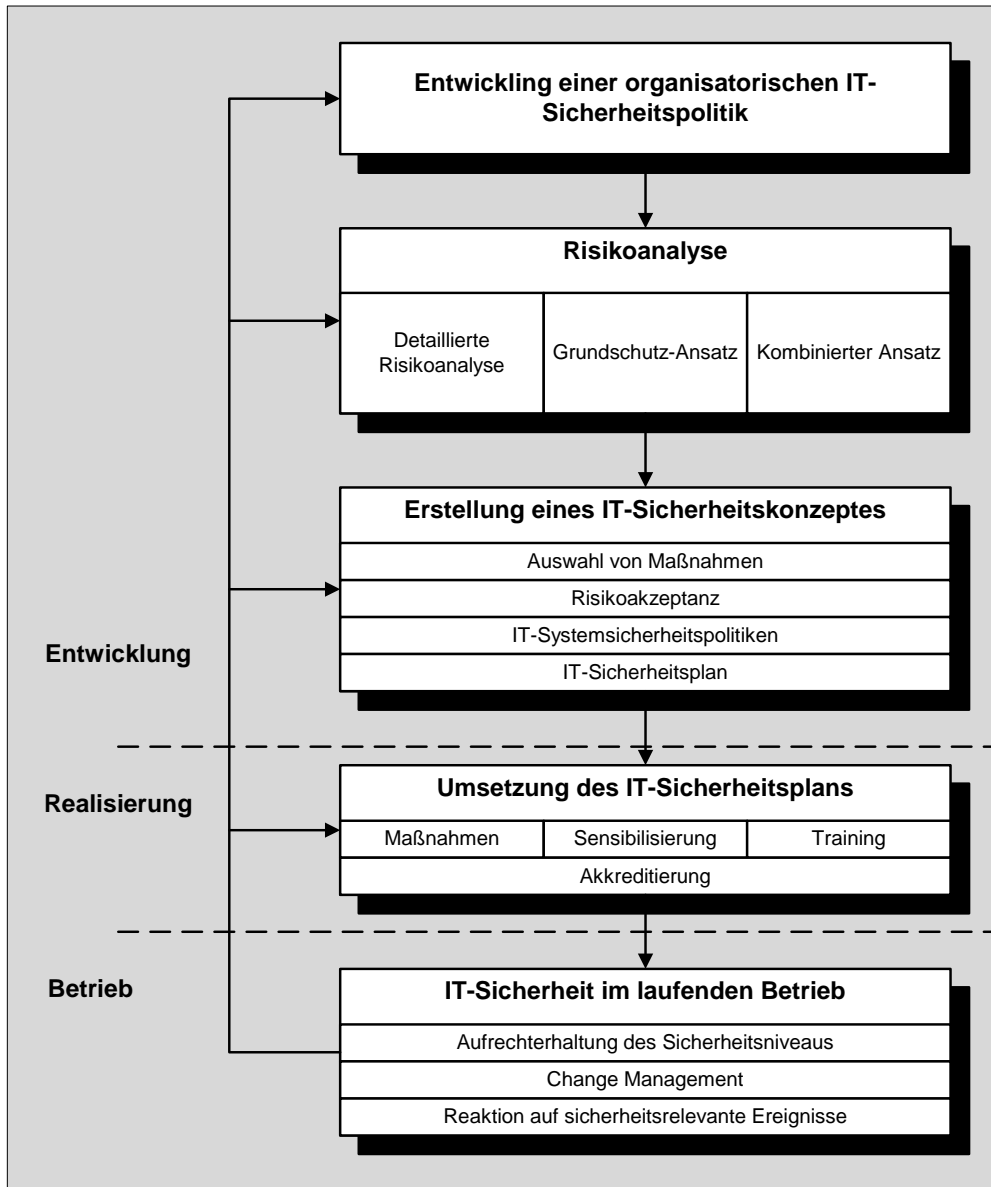 Entwickling einer organisatorischen IT-
Sicherheitspolitik
Risikoanalyse
Detaillierte
Risikoanalyse
Grundschutz-Ansatz
Kombinierter Ansatz
Erstellung eines IT-Sicherheitskonzeptes
Auswahl von Maßnahmen
Risikoakzeptanz
IT-Systemsicherheitspolitiken
IT-Sicherheitsplan
Entwicklung
Realisierung
Umsetzung des IT-Sicherheitsplans
Maßnahmen
Sensibilisierung
Training
Akkreditierung
Betrieb
IT-Sicherheit im laufenden Betrieb
Aufrechterhaltung des Sicherheitsniveaus
Change Management
Reaktion auf sicherheitsrelevante Ereignisse